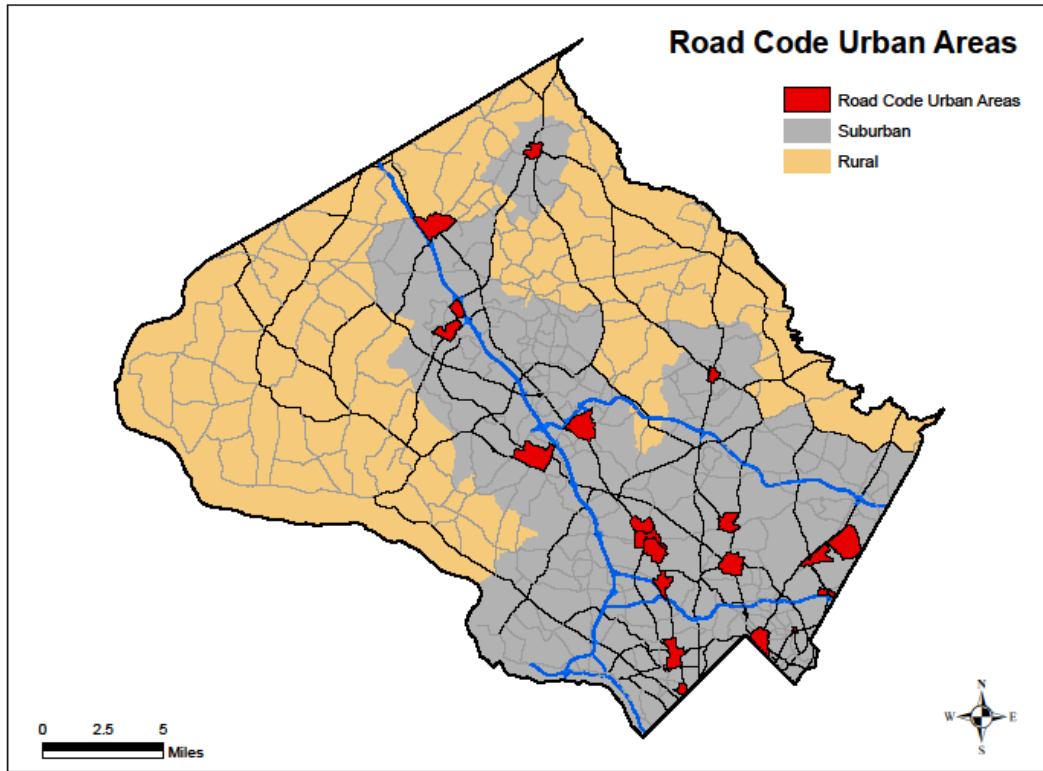 Road Code Urban Areas
Road Code Urban Areas
Suburban
Rural
0 2.5 5
Miles
N
W E
S